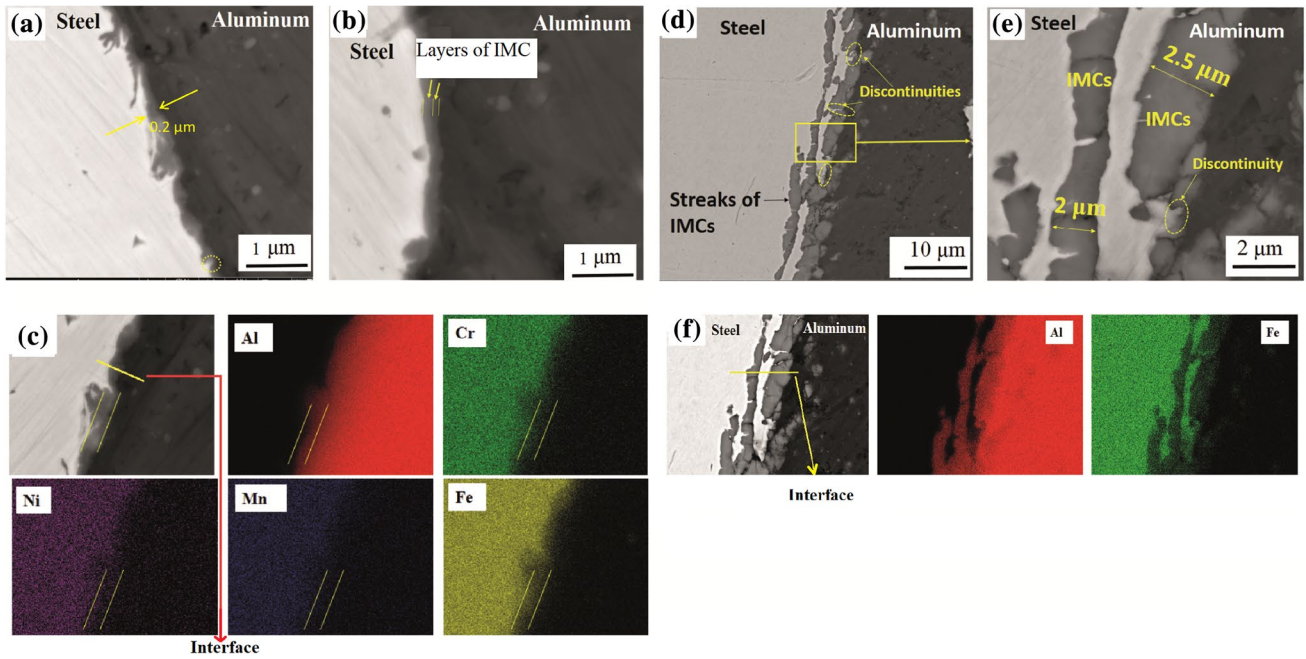 (a)
Steel
Aluminum
0.2 μm
1 μm
(b)
Aluminum
Steel
Layers of IMC
1 μm
(d)
Steel
Aluminum
Discontinuities
Streaks of
IMCs
10 μm
(e)
Steel
Aluminum
2.5 μm
IMCs
IMCs
Discontinuity
2 μm
2 μm
(c)
Al
Cr
Ni
Mn
Fe
Interface
(f)
Steel
Aluminum
Al
Fe
Interface